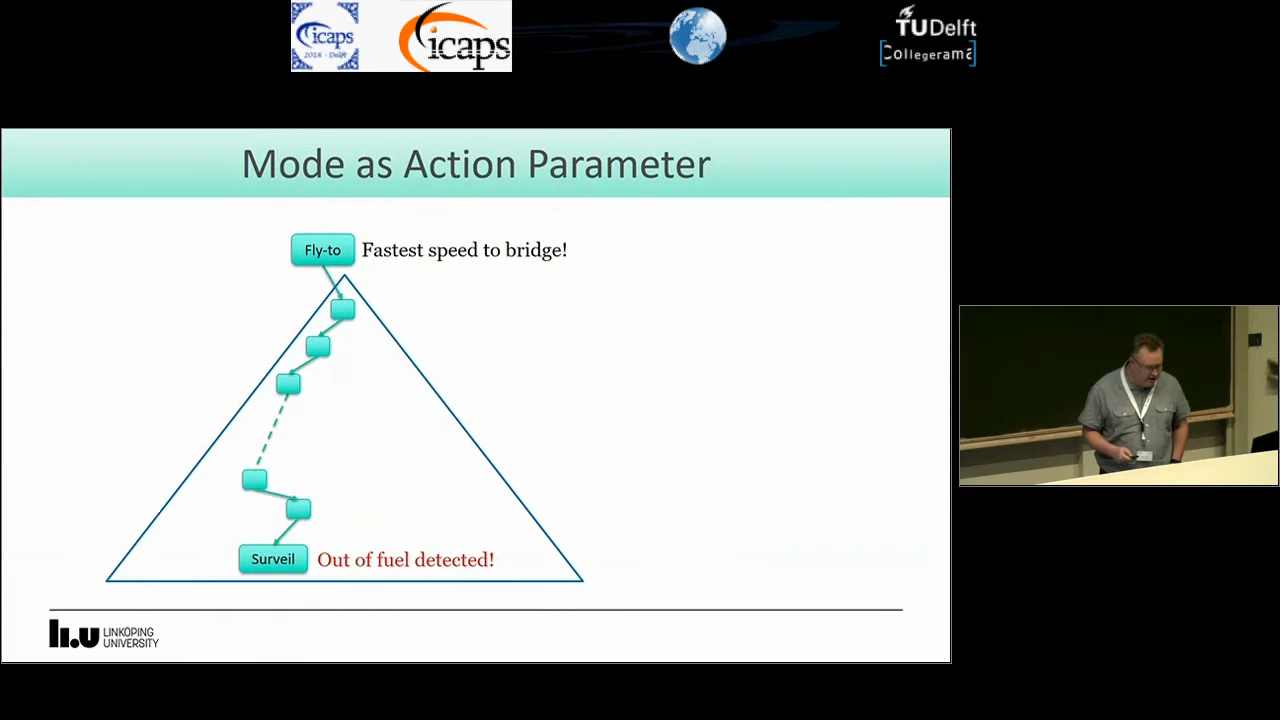 icaps
2018 - Delft
icaps
TUDelft
Collegerama
Mode as Action Parameter
Fly-to
Fastest speed to bridge!
Surveil
Out of fuel detected!
LIU
LINKÖPING
UNIVERSITY